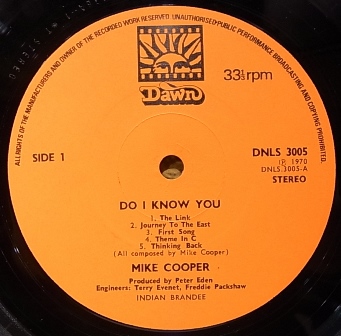 ALL RIGHTS OF THE MANUFACTURERS AND OWNER OF THE RECORDED WORK RESERVED. UNAUTHORISED PUBLIC PERFORMANCE BROADCASTING AND COPYING PROHIBITED.
Dawn
33⅓ rpm
SIDE 1
DNLS 3005
℗ 1970
DNLS.3005-A
STEREO
DO I KNOW YOU
1. The Link
2. Journey To The East
3. First Song
4. Theme in C
5. Thinking Back
(All composed by Mike Cooper)
MIKE COOPER
Produced by Peter Eden
Engineers: Terry Evenet, Freddie Packshaw
INDIAN BRANDEE